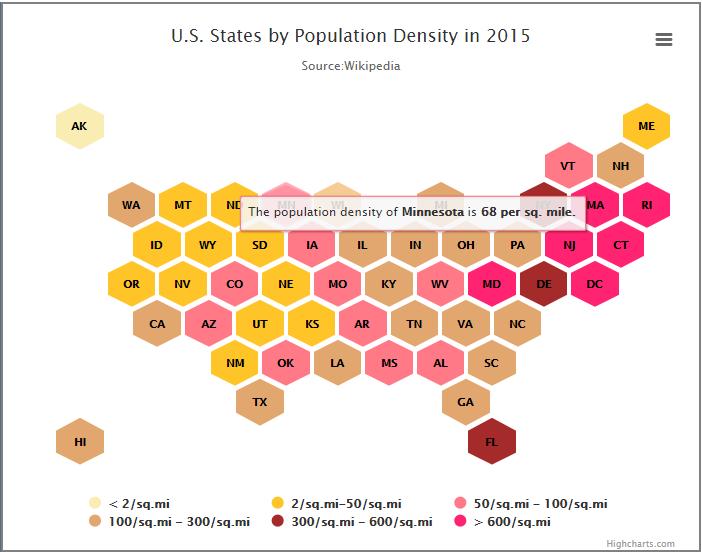 U.S. States by Population Density in 2015
Source:Wikipedia
AK ME
VT NH
WA MT ND MN WI MI NY MA RI
The population density of Minnesota is 68 per sq. mile.
ID WY SD IA IL IN OH PA NJ CT
OR NV CO NE MO KY WV MD DE DC
CA AZ UT KS AR TN VA NC
NM OK LA MS AL SC
TX GA
HI FL
< 2/sq.mi 2/sq.mi-50/sq.mi 50/sq.mi - 100/sq.mi
100/sq.mi - 300/sq.mi 300/sq.mi - 600/sq.mi > 600/sq.mi
Highcharts.com